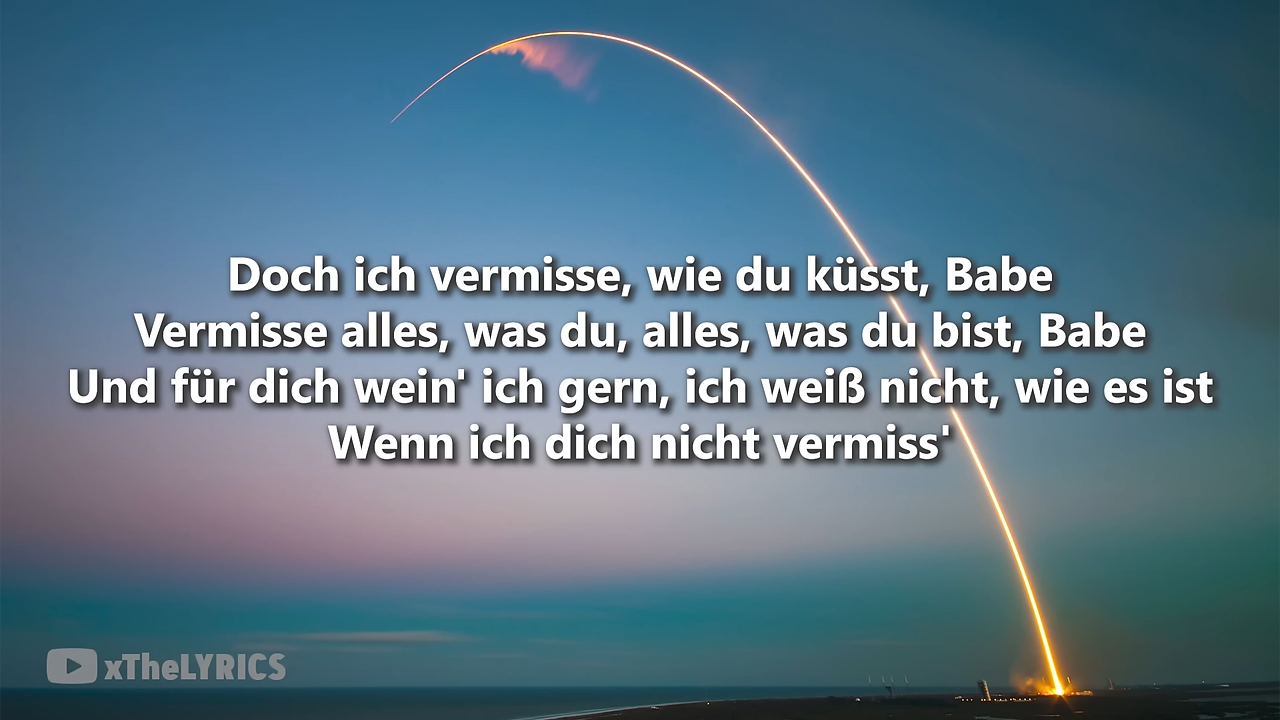 Doch ich vermisse, wie du küsst, Babe
Vermisse alles, was du, alles, was du bist, Babe
Und für dich wein' ich gern, ich weiß nicht, wie es ist
Wenn ich dich nicht vermiss'
xTheLYRICS